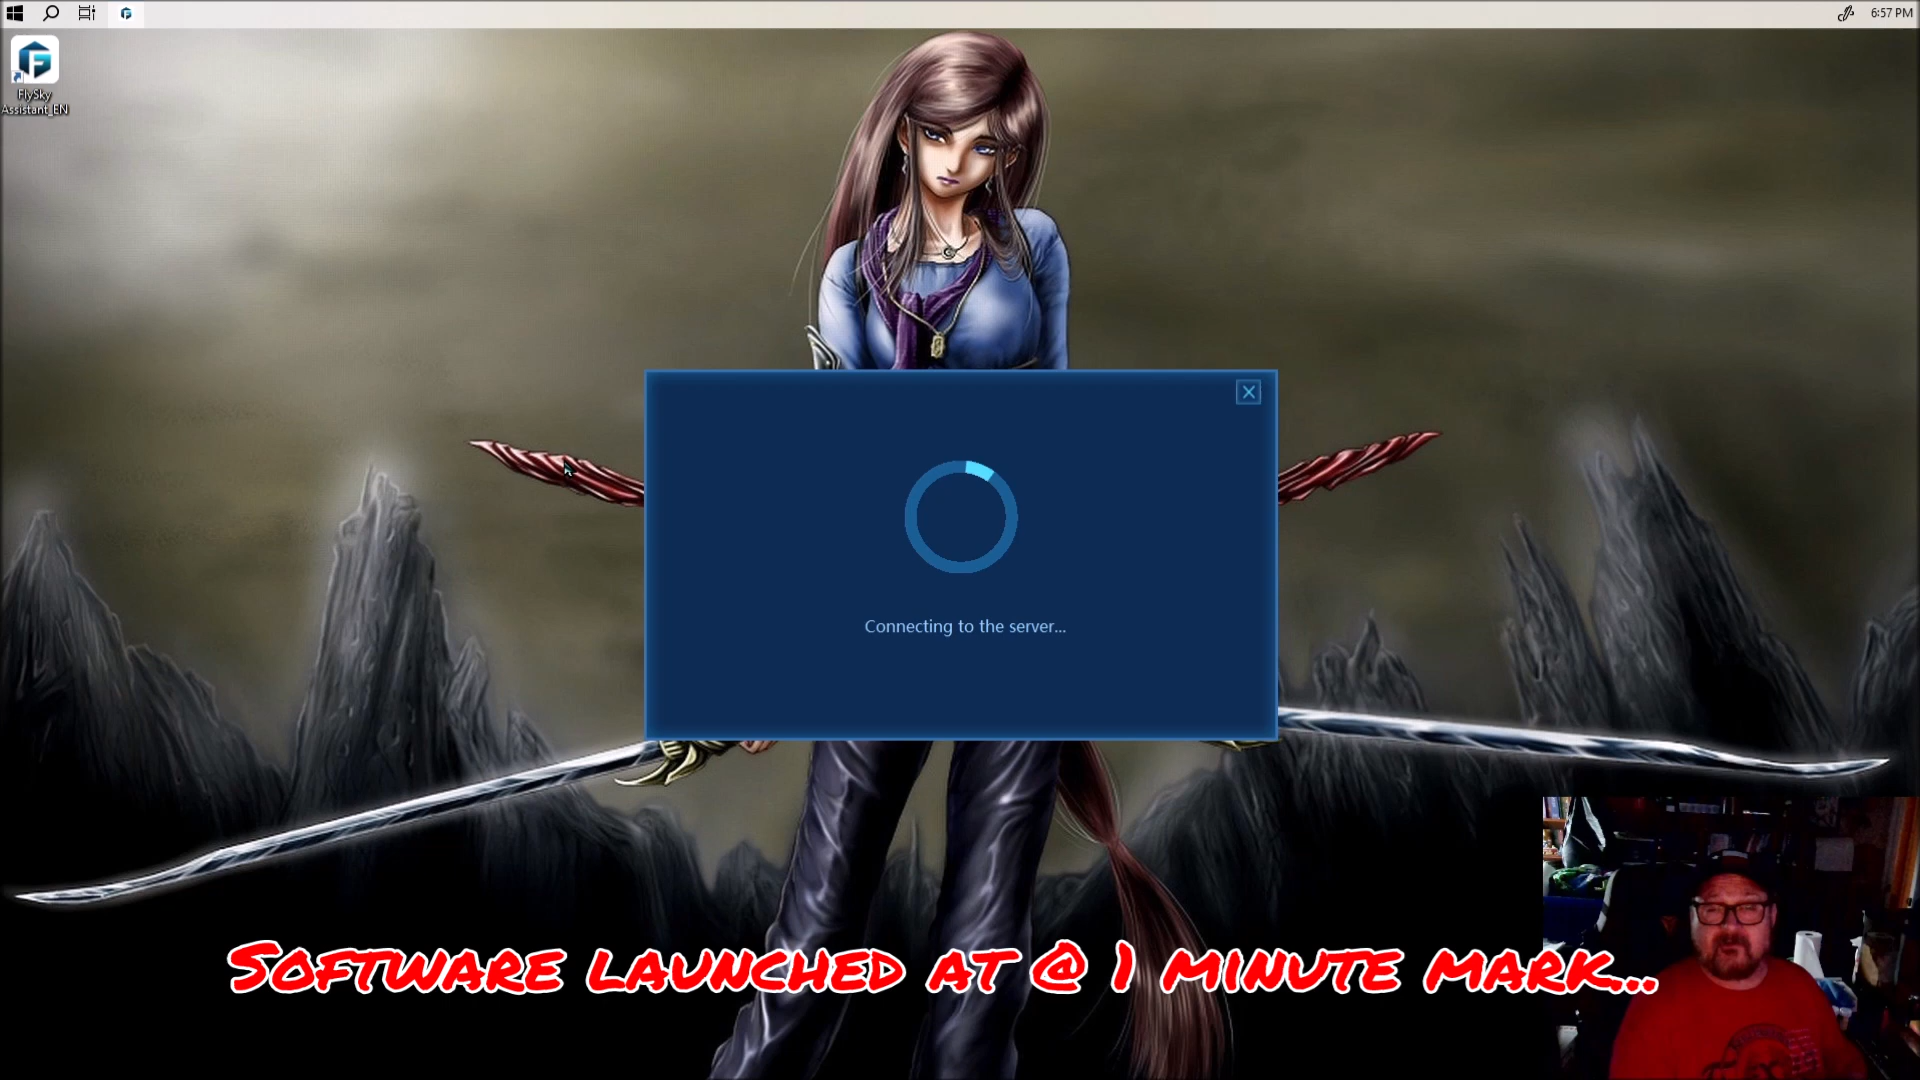 6:57 PM
FlySky
Assistant_EN
Connecting to the server...
Software launched at @ 1 minute mark...